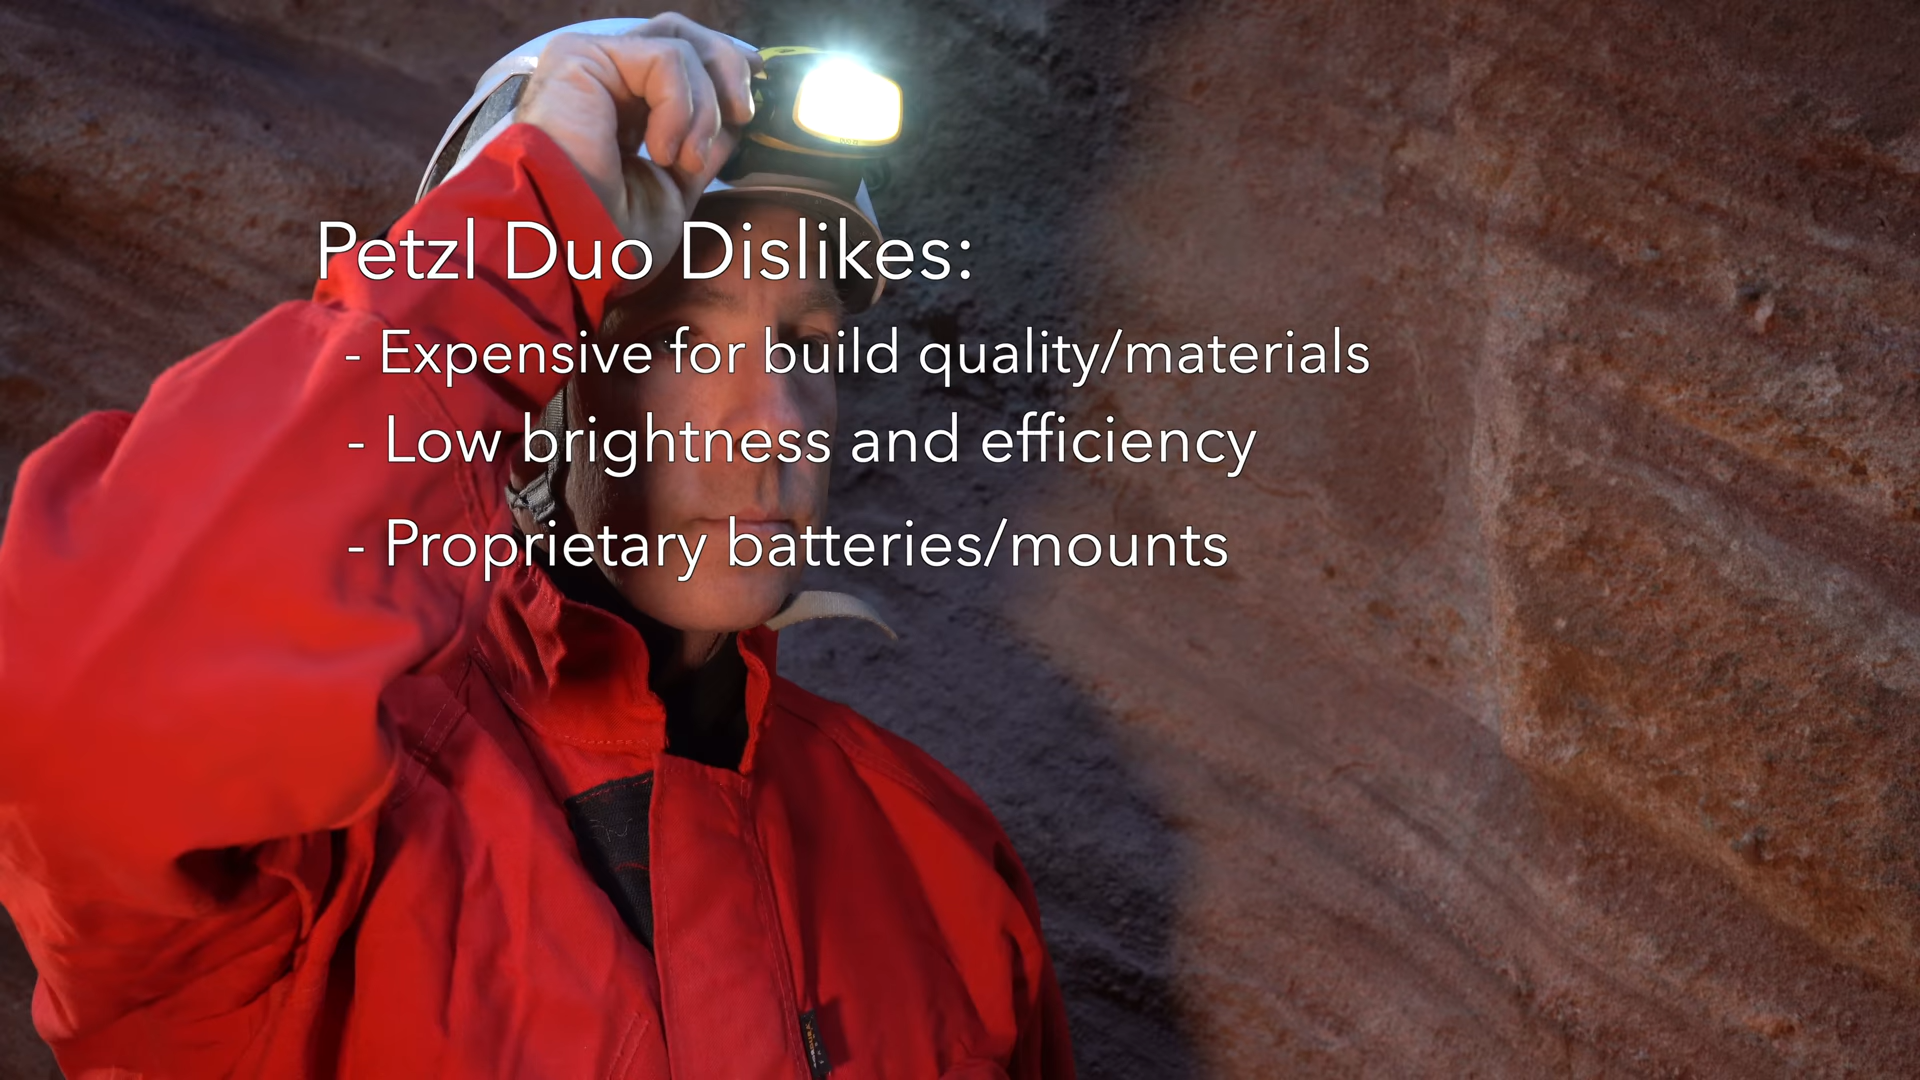 Petzl Duo Dislikes:
- Expensive for build quality/materials
- Low brightness and efficiency
- Proprietary batteries/mounts